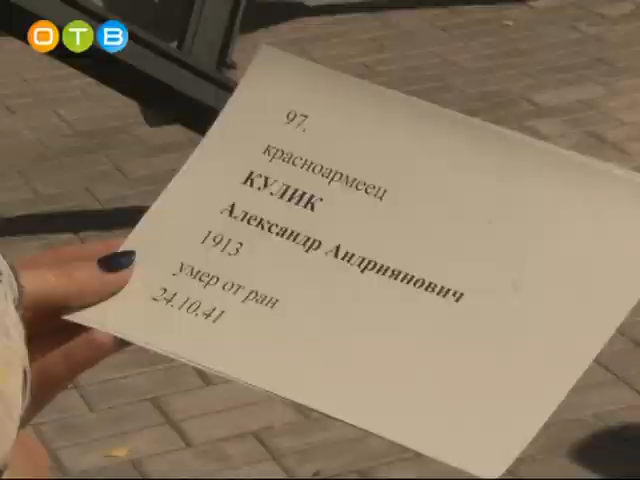 ОТВ
97.
красноармеец
КУЛИК
Александр Андриянович
1913
умер от ран
24.10.41